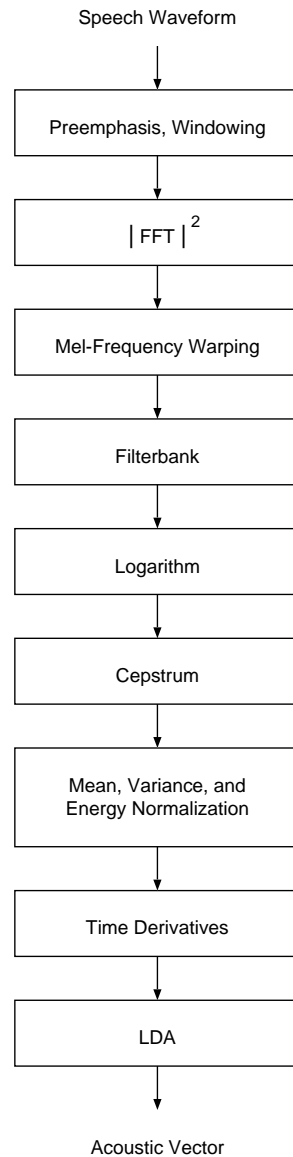 Speech Waveform
Preemphasis, Windowing
|FFT|²
Mel-Frequency Warping
Filterbank
Logarithm
Cepstrum
Mean, Variance, and
Energy Normalization
Time Derivatives
LDA
Acoustic Vector